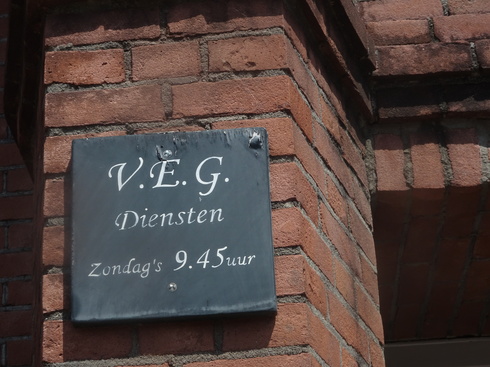 V.E.G.
Diensten
Zondag's 9.45uur